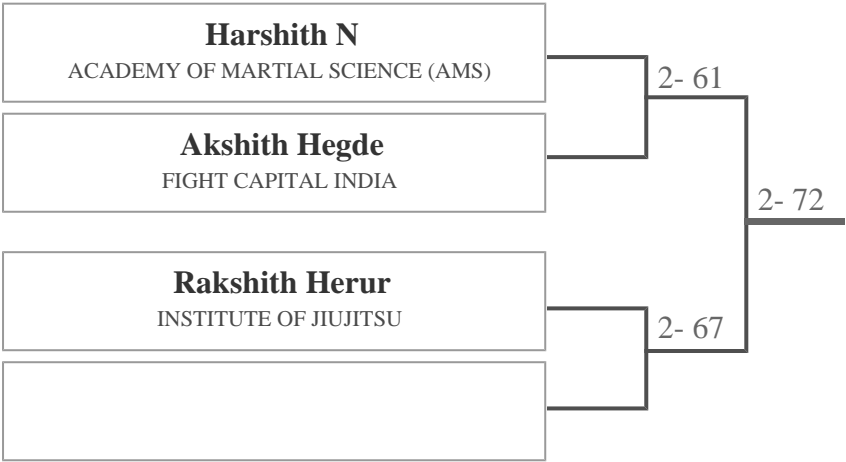 Harshith N
ACADEMY OF MARTIAL SCIENCE (AMS)
2- 61
Akshith Hegde
FIGHT CAPITAL INDIA
2- 72
Rakshith Herur
INSTITUTE OF JIUJITSU
2- 67